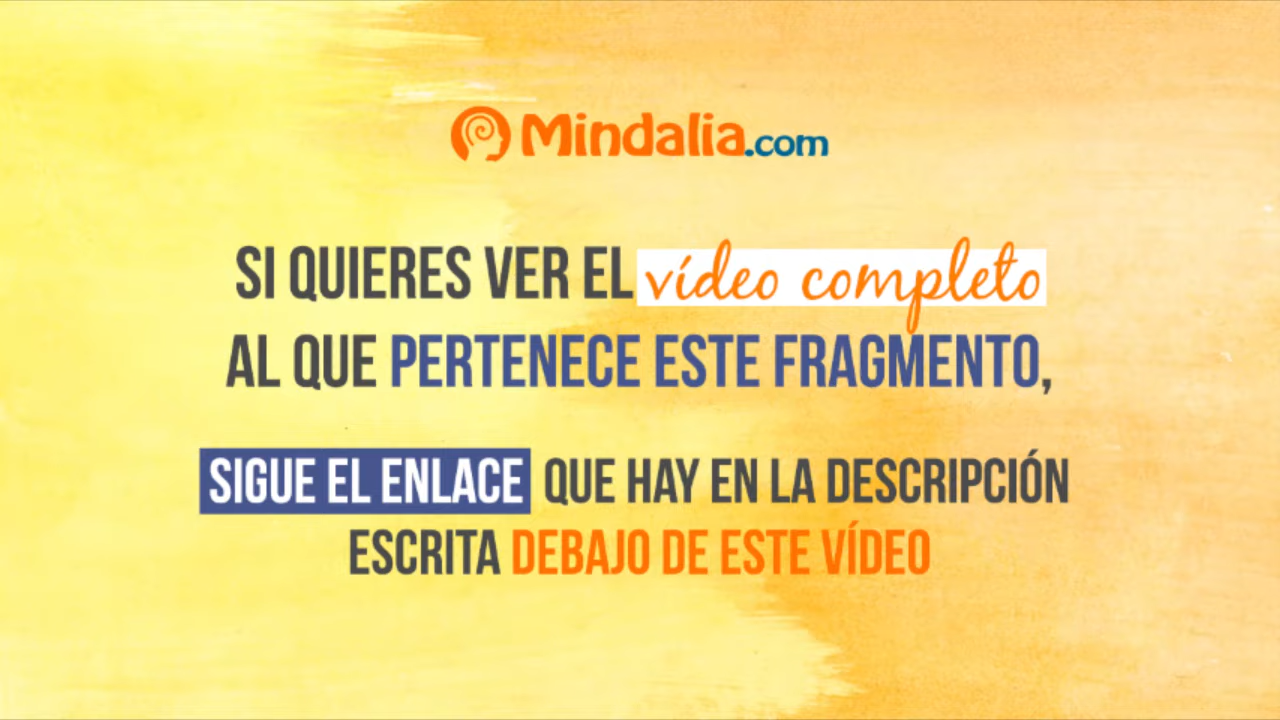 Mindalia.com
SI QUIERES VER EL vídeo completo
AL QUE PERTENECE ESTE FRAGMENTO,
SIGUE EL ENLACE QUE HAY EN LA DESCRIPCIÓN
ESCRITA DEBAJO DE ESTE VÍDEO